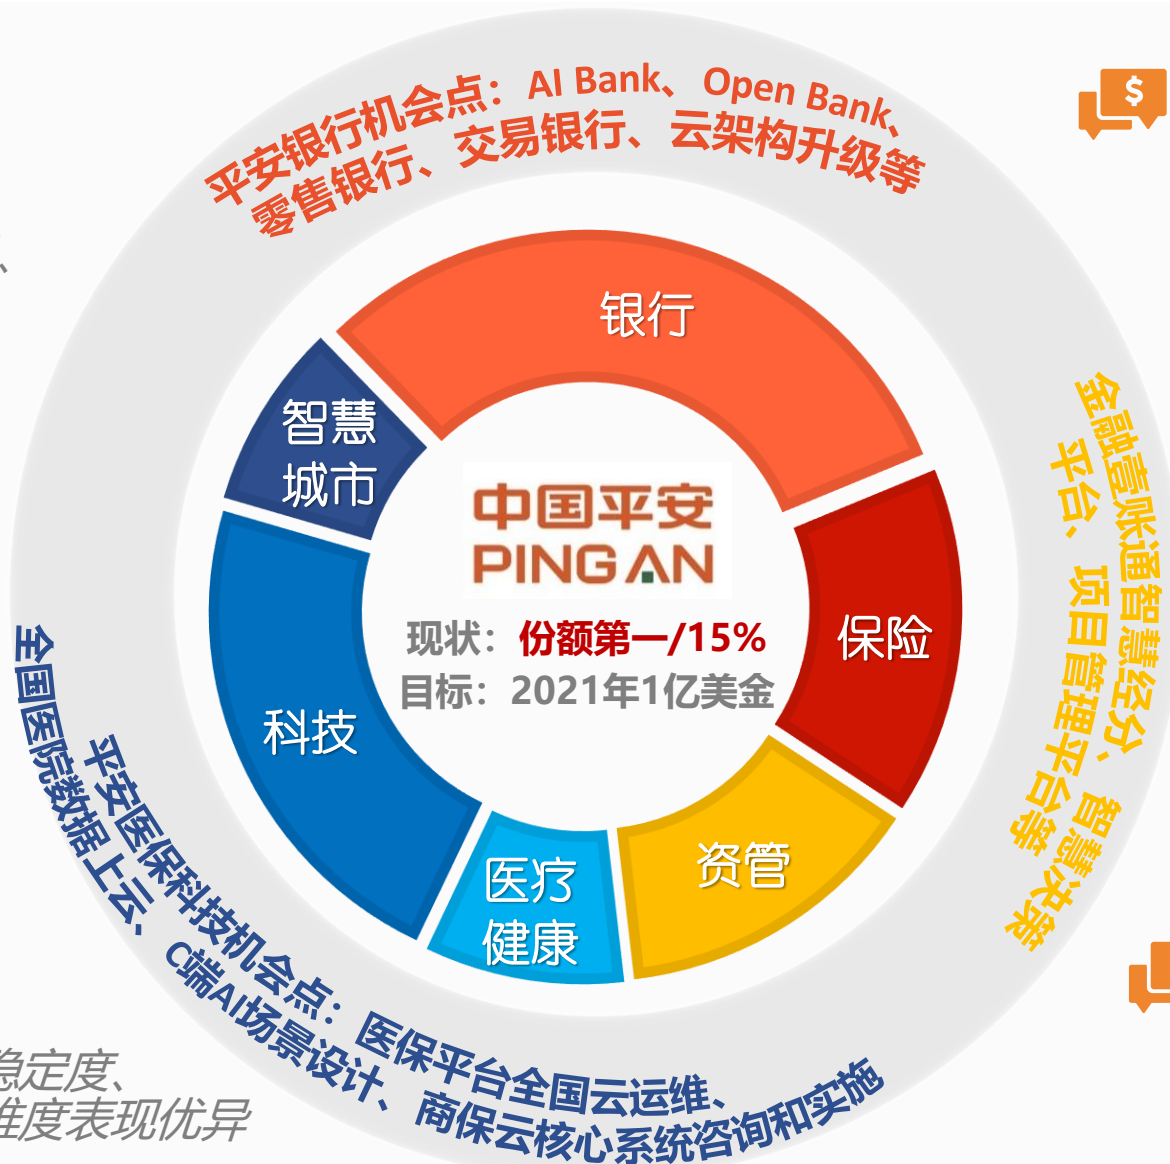 平安银行机会点：AI Bank、Open Bank、
零售银行、交易银行、云架构升级等
银行
智慧
城市
中国平安
PING AN
现状：份额第一/15%
目标：2021年1亿美金
保险
科技
资管
医疗
健康
金融壹账通智慧经分、智慧决策
平台、项目管理平台等
平安医保科技机会点：医保平台全国云运维、
全国医院数据上云、C端AI场景设计、商保云核心系统咨询和实施
稳定度、
维度表现优异
$